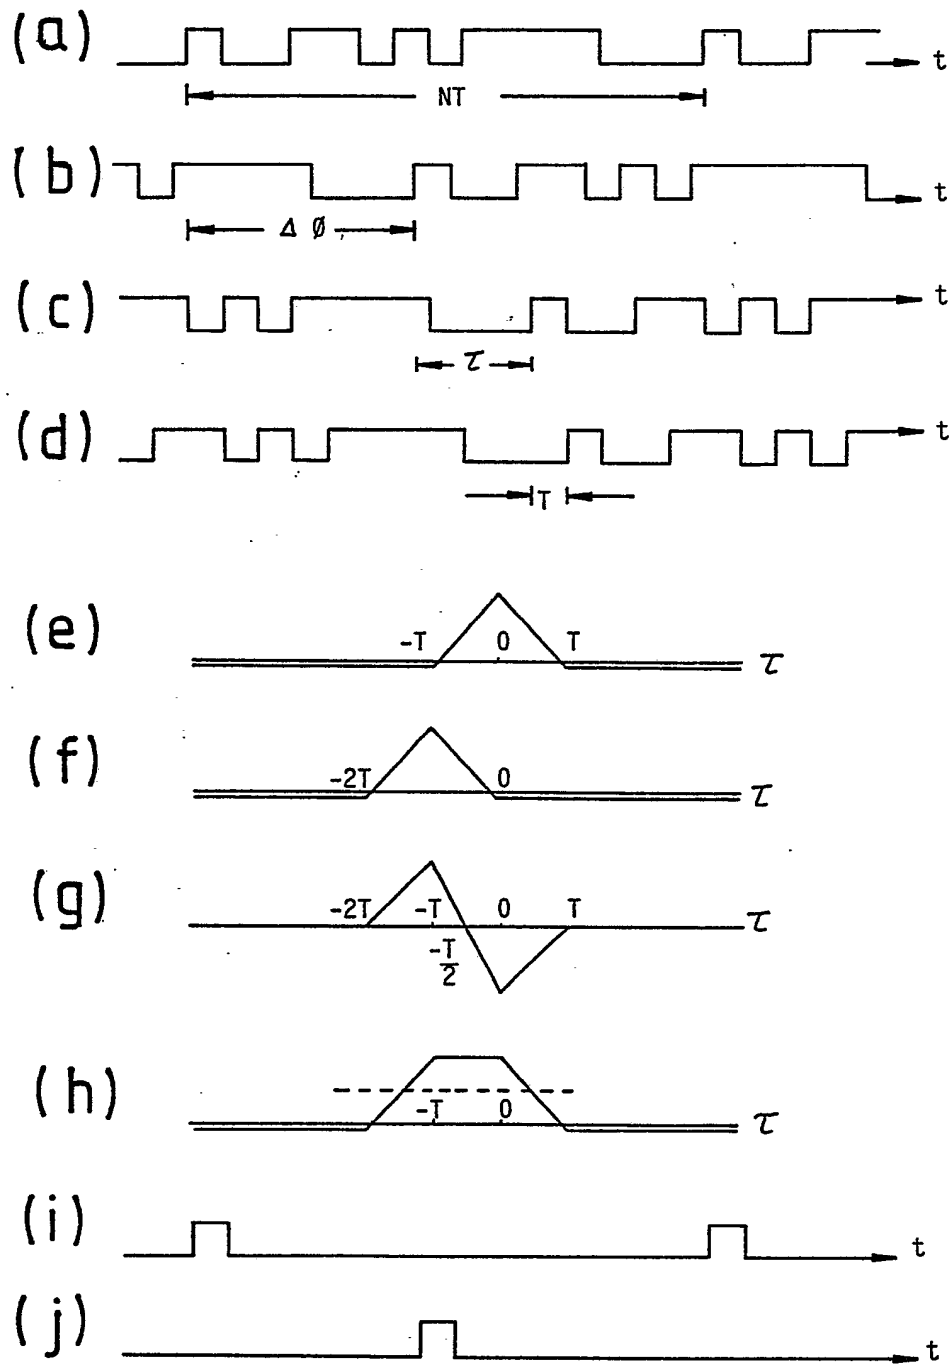 (a) t
NT
(b) t
Δ Ø
(c) t
τ
(d) t
T
(e) -T 0 T τ
(f) -2T 0 τ
(g) -2T -T 0 T τ
-T/2
(h) -T 0 τ
(i) t
(j) t